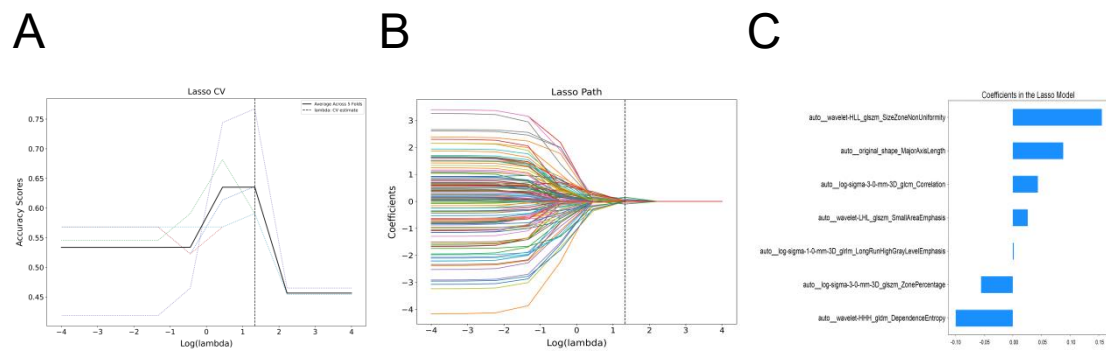 A
B
C
Lasso CV
Average Across 5 Folds
lambda: CV estimate
Accuracy Scores
0.75
0.70
0.65
0.60
0.55
0.50
0.45
−4 −3 −2 −1 0 1 2 3 4
Log(lambda)
Lasso Path
Coefficients
3
2
1
0
−1
−2
−3
−4
−4 −3 −2 −1 0 1 2 3 4
Log(lambda)
Coefficients in the Lasso Model
auto__wavelet-HLL_glszm_SizeZoneNonUniformity
auto__original_shape_MajorAxisLength
auto__log-sigma-3-0-mm-3D_glcm_Correlation
auto__wavelet-LHL_glszm_SmallAreaEmphasis
auto__log-sigma-1-0-mm-3D_glrlm_LongRunHighGrayLevelEmphasis
auto__log-sigma-3-0-mm-3D_glszm_ZonePercentage
auto__wavelet-HHH_gldm_DependenceEntropy
−0.10 −0.05 0.00 0.05 0.10 0.15